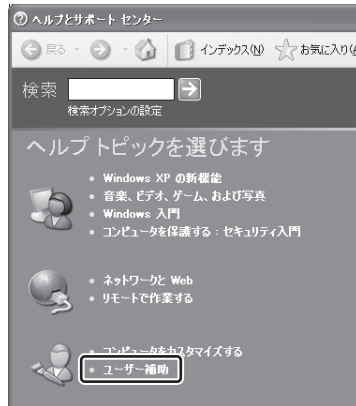 ヘルプとサポート センター
戻る
インデックス(N) お気に入り(A
検索
検索オプションの設定
ヘルプ トピックを選びます
Windows XP の新機能
音楽、ビデオ、ゲーム、および写真
Windows 入門
コンピュータを保護する : セキュリティ入門
ネットワークと Web
リモートで作業する
コンピュータをカスタマイズする
ユーザー補助